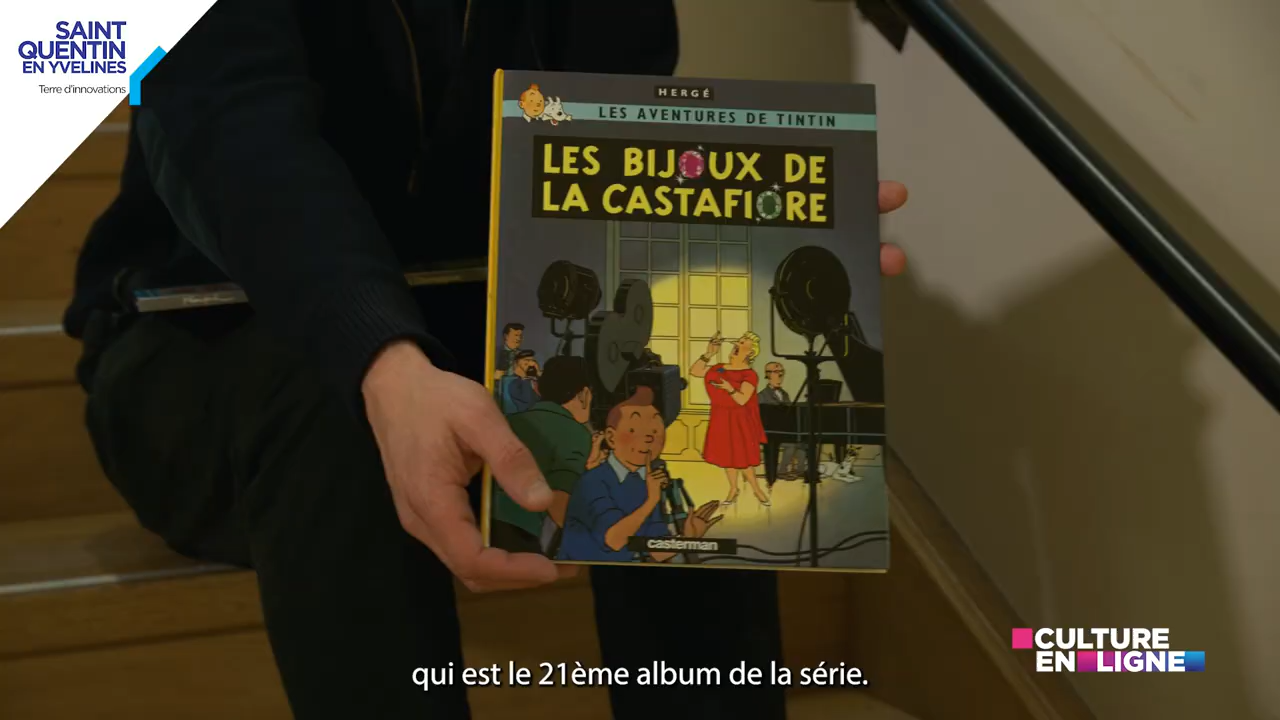 SAINT
QUENTIN
EN YVELINES
Terre d'innovations
HERGÉ
LES AVENTURES DE TINTIN
LES BIJOUX DE
LA CASTAFIORE
casterman
qui est le 21ème album de la série.
CULTURE
EN LIGNE